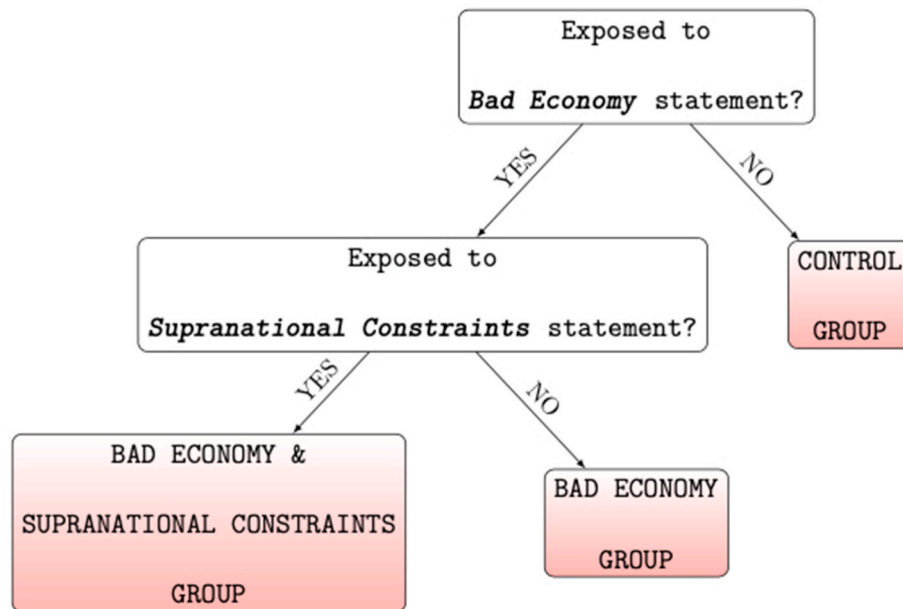 Exposed to
Bad Economy statement?
YES
NO
Exposed to
Supranational Constraints statement?
CONTROL
GROUP
YES
NO
BAD ECONOMY &
SUPRANATIONAL CONSTRAINTS
GROUP
BAD ECONOMY
GROUP